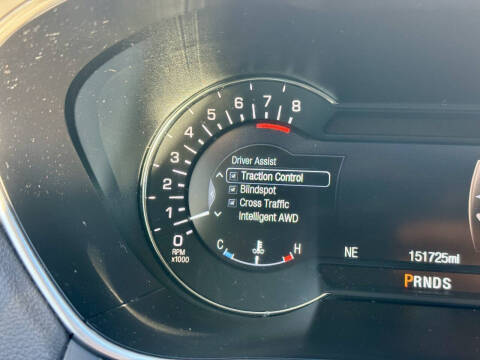 8
7
6
5
4
3
2
1
0
RPM
x1000
Driver Assist
Traction Control
Blindspot
Cross Traffic
Intelligent AWD
C H
NE 151725mi
PRNDS